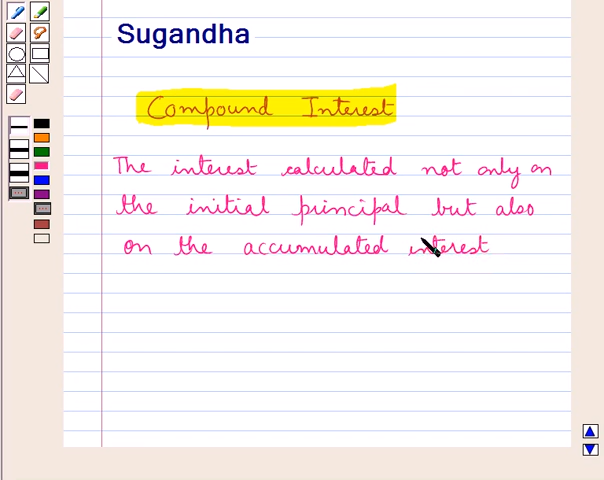 Sugandha
Compound Interest
The interest calculated not only on
the initial principal but also
on the accumulated interest